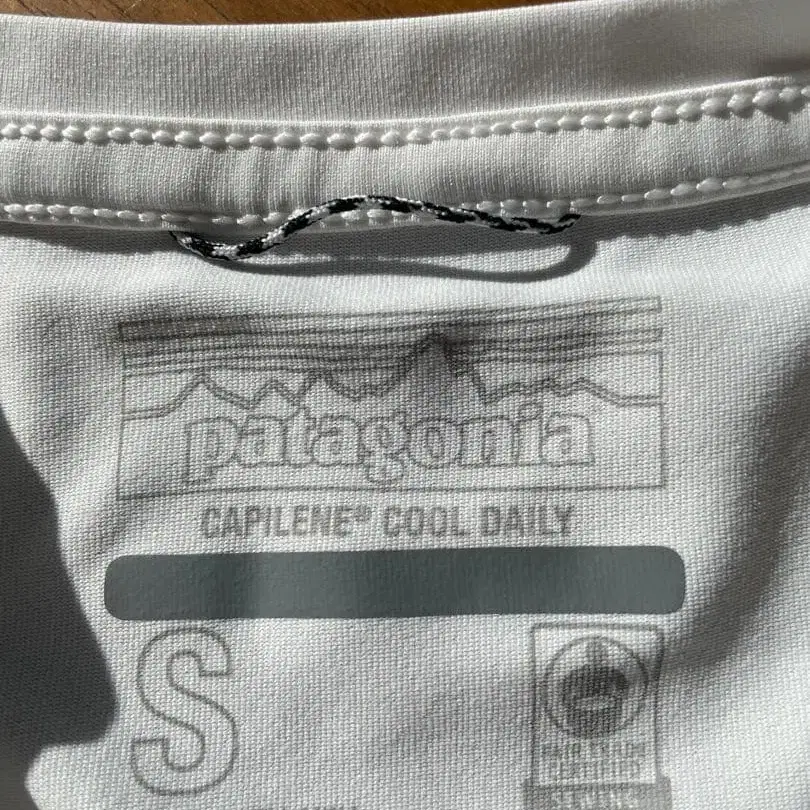 patagonia
CAPILENE® COOL DAILY
S
FAIR TRADE
CERTIFIED